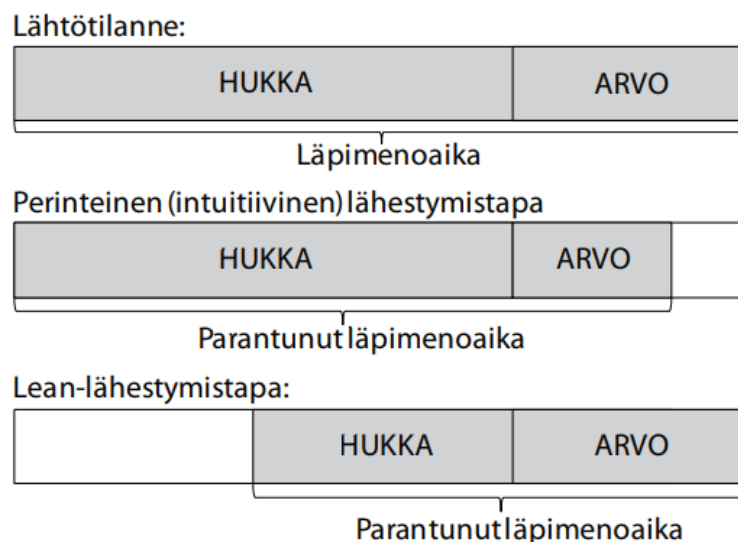 Lähtötilanne:
HUKKA ARVO
Läpimenoaika
Perinteinen (intuitiivinen) lähestymistapa
HUKKA ARVO
Parantunut läpimenoaika
Lean-lähestymistapa:
HUKKA ARVO
Parantunut läpimenoaika